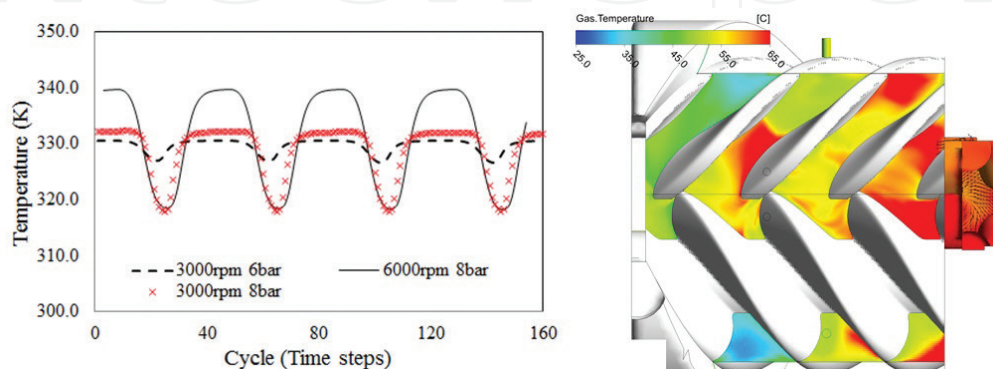 350.0
340.0
330.0
320.0
310.0
300.0
Temperature (K)
3000rpm 6bar
6000rpm 8bar
3000rpm 8bar
0
40
80
120
160
Cycle (Time steps)
Gas.Temperature [C]
25.0
35.0
45.0
55.0
65.0